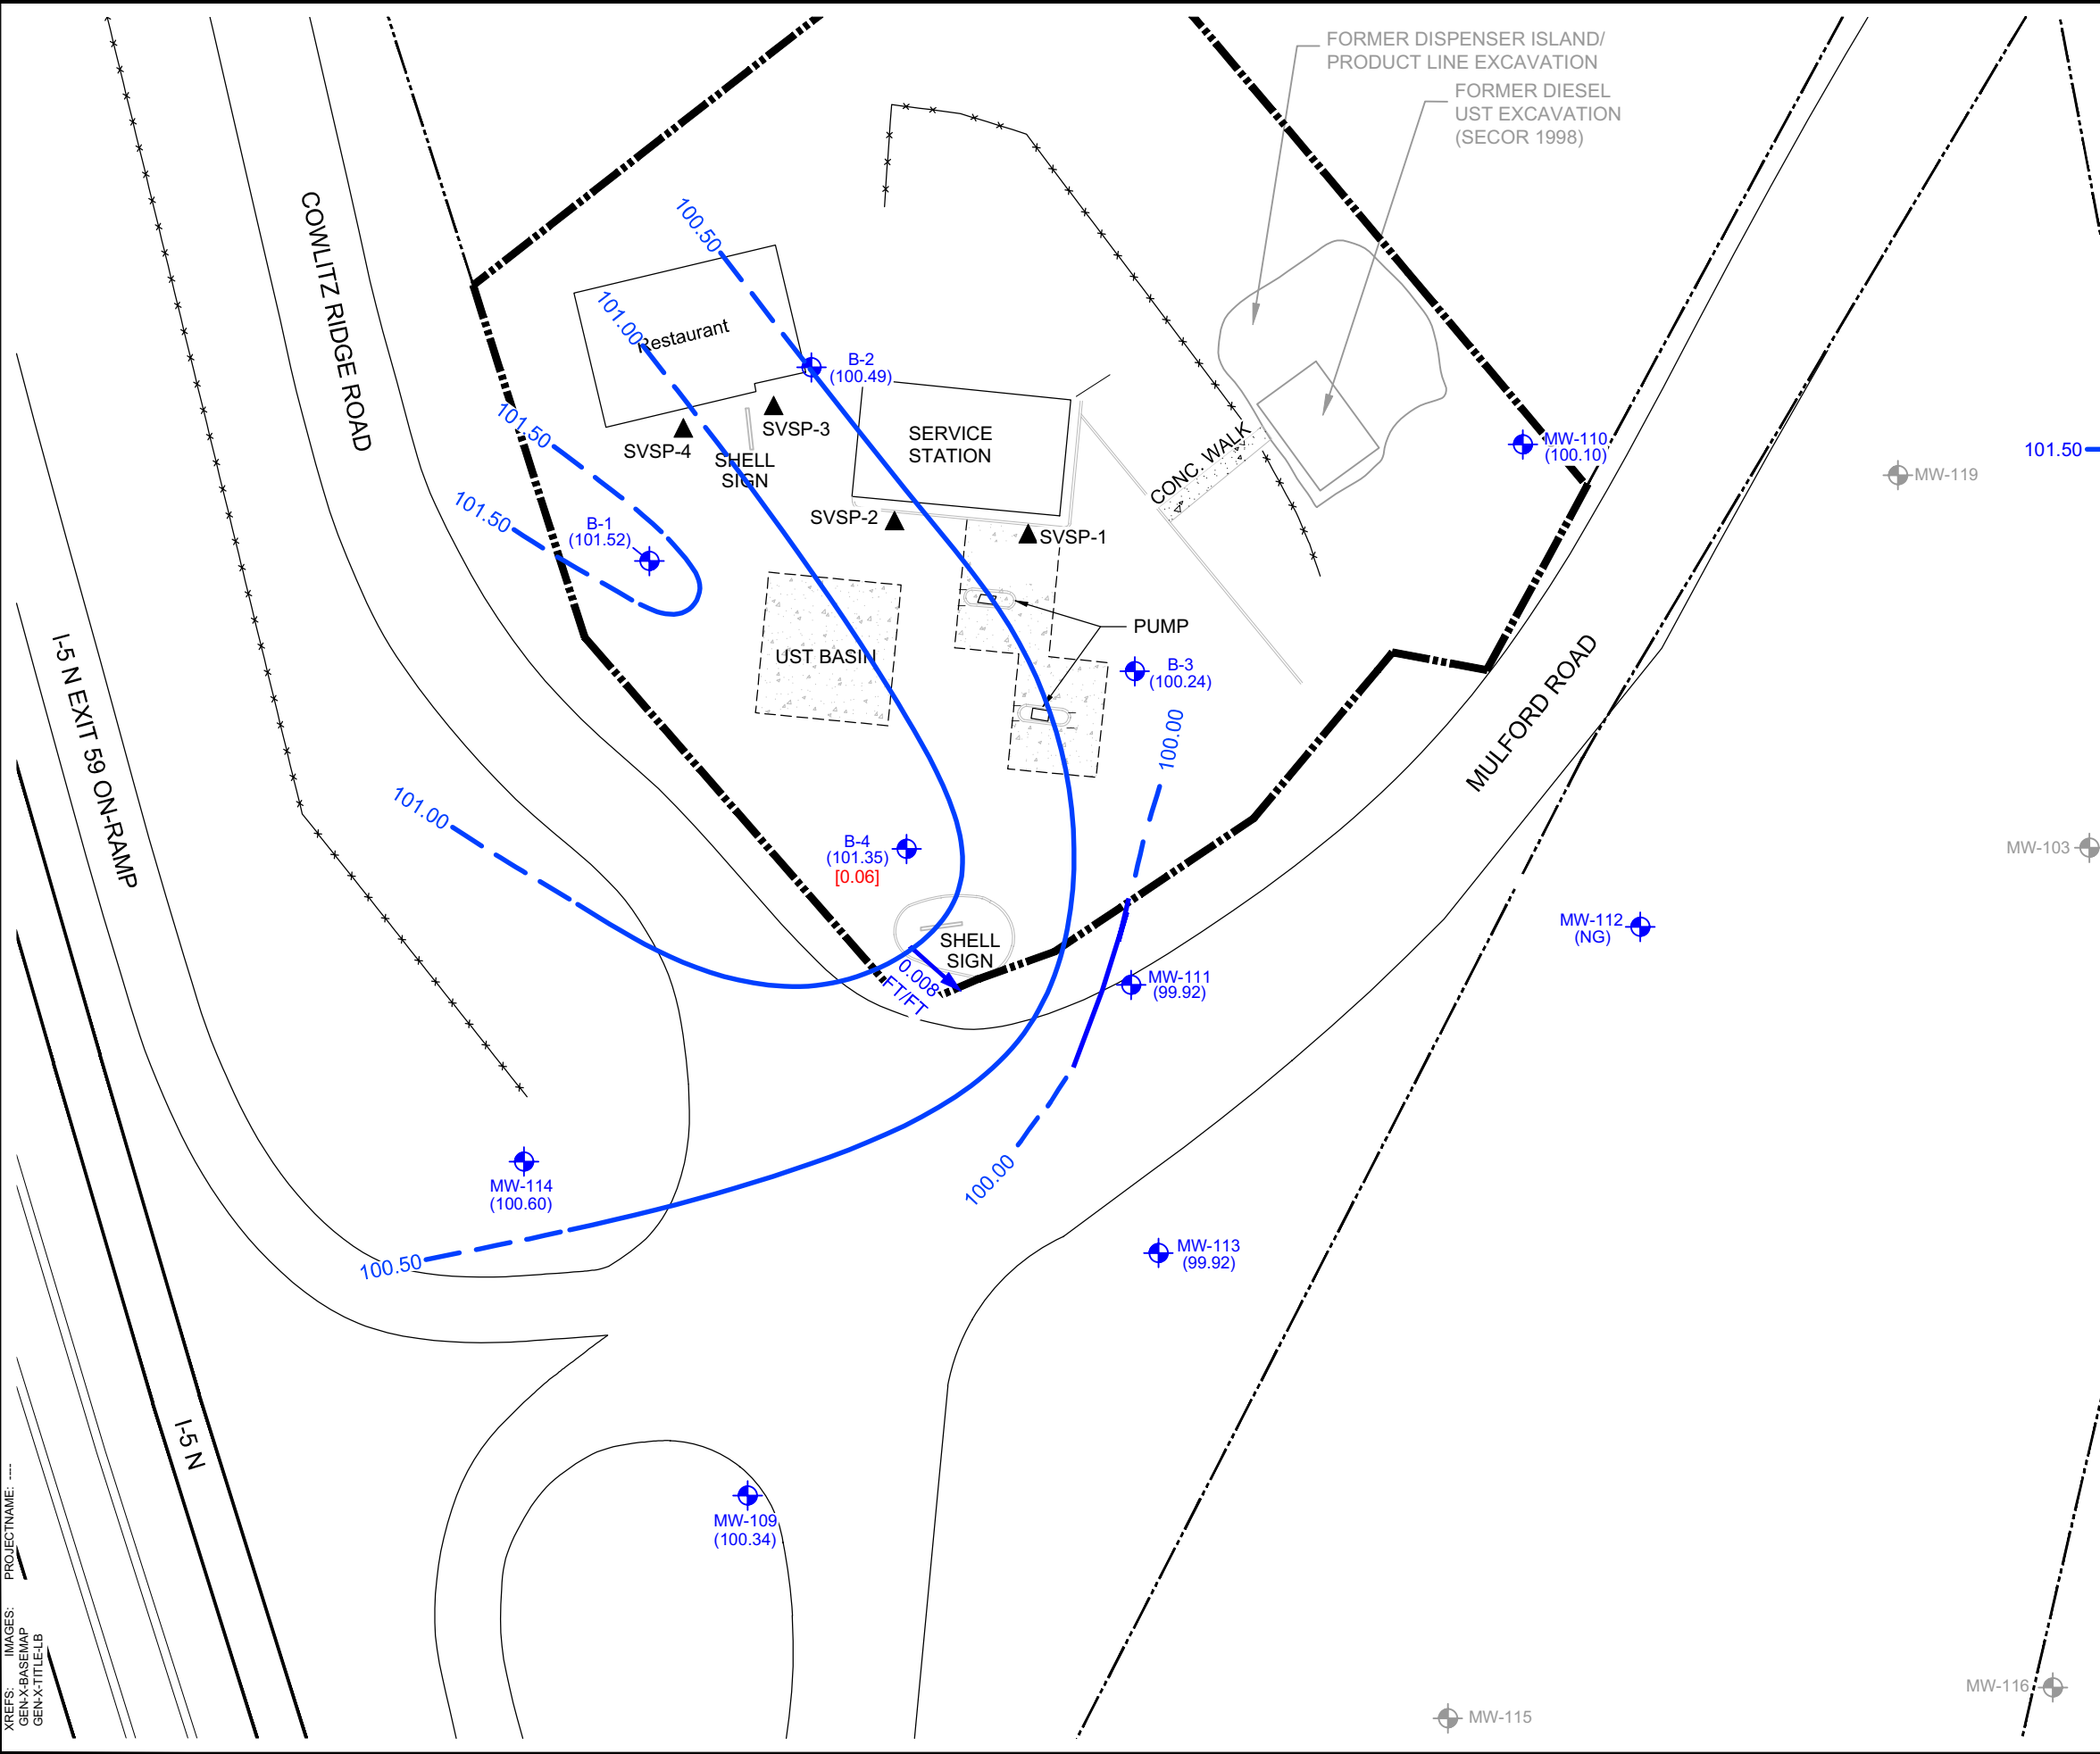 FORMER DISPENSER ISLAND/
PRODUCT LINE EXCAVATION
FORMER DIESEL
UST EXCAVATION
(SECOR 1998)
COWLITZ RIDGE ROAD
100.50
101.00
Restaurant
B-2
(100.49)
SVSP-3
SVSP-4
SHELL
SIGN
SERVICE
STATION
101.50
101.50
B-1
(101.52)
SVSP-2
SVSP-1
CONC. WALK
MW-110
(100.10)
101.50
MW-119
PUMP
UST BASIN
B-3
(100.24)
100.00
MULFORD ROAD
I-5 N EXIT 59 ON-RAMP
101.00
B-4
(101.35)
[0.06]
MW-103
MW-112
(NG)
SHELL
SIGN
0.008
FT/FT
MW-111
(99.92)
100.00
MW-114
(100.60)
100.50
MW-113
(99.92)
I-5 N
MW-109
(100.34)
MW-116
MW-115
XREFS: IMAGES: PROJECTNAME: ----
GEN-X-BASEMAP
GEN-X-TITLE-LB